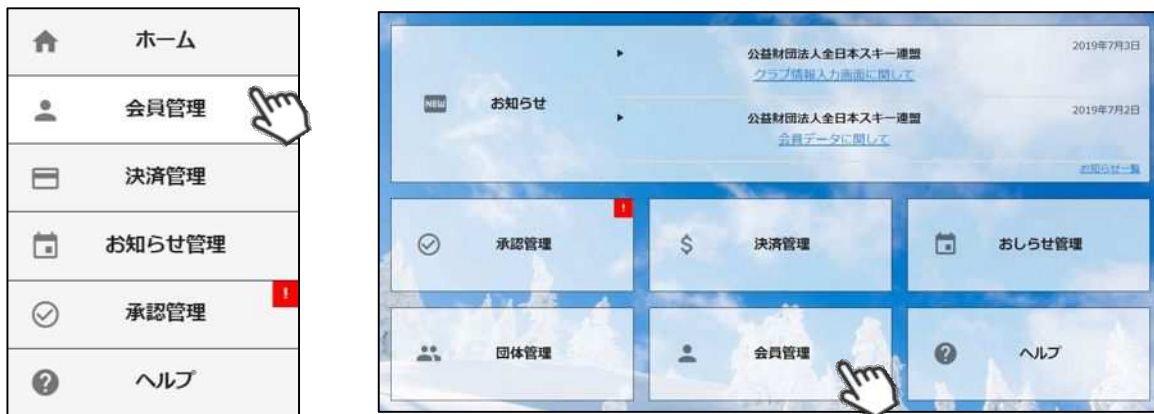 ホーム
会員管理
決済管理
お知らせ管理
!
承認管理
ヘルプ
NEW
お知らせ
公益財団法人全日本スキー連盟
2019年7月3日
クラブ情報入力画面に関して
公益財団法人全日本スキー連盟
2019年7月2日
会員データに関して
お知らせ一覧
!
承認管理
$
決済管理
おしらせ管理
団体管理
会員管理
?
ヘルプ